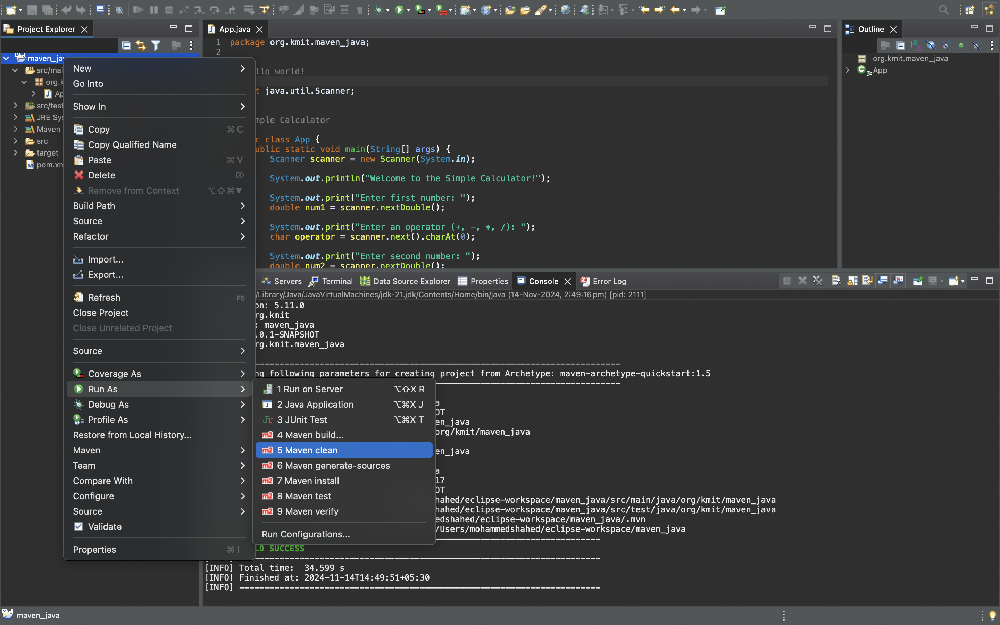 Project Explorer
maven_jav
src/mai
org.k
Ap
src/test
JRE Sys
Maven
src
target
pom.xm
New
Go Into
Show In
Copy ⌘ C
Copy Qualified Name
Paste ⌘ V
Delete
Remove from Context ⌥⇧⌘▼
Build Path
Source
Refactor
Import...
Export...
Refresh F5
Close Project
Close Unrelated Project
Source
Coverage As
Run As
Debug As
Profile As
Restore from Local History...
Maven
Team
Compare With
Configure
Source
Validate
Properties ⌘ I
1 Run on Server ⌥⇧X R
2 Java Application ⌥⌘X J
3 JUnit Test ⌥⌘X T
4 Maven build...
5 Maven clean
6 Maven generate-sources
7 Maven install
8 Maven test
9 Maven verify
Run Configurations...
App.java
1 package org.kmit.maven_java;
2
llo world!
t java.util.Scanner;
mple Calculator
c class App {
ublic static void main(String[] args) {
Scanner scanner = new Scanner(System.in);
System.out.println("Welcome to the Simple Calculator!");
System.out.print("Enter first number: ");
double num1 = scanner.nextDouble();
System.out.print("Enter an operator (+, -, *, /): ");
char operator = scanner.next().charAt(0);
System.out.print("Enter second number: ");
double num2 = scanner.nextDouble();
Outline
org.kmit.maven_java
App
Servers Terminal Data Source Explorer Properties Console Error Log
/Library/Java/JavaVirtualMachines/jdk-21.jdk/Contents/Home/bin/java (14-Nov-2024, 2:49:16 pm) [pid: 2111]
on: 5.11.0
rg.kmit
: maven_java
.0.1-SNAPSHOT
rg.kmit.maven_java
------------------------------------------------------------------------
ng following parameters for creating project from Archetype: maven-archetype-quickstart:1.5
------------------------------------------------------------------------
a
OT
en_java
org/kmit/maven_java
en_java
a
17
OT
hahed/eclipse-workspace/maven_java/src/main/java/org/kmit/maven_java
hahed/eclipse-workspace/maven_java/src/test/java/org/kmit/maven_java
edshahed/eclipse-workspace/maven_java/.mvn
/Users/mohammedshahed/eclipse-workspace/maven_java
------------------------------------------------------------------------
LD SUCCESS
[INFO] ------------------------------------------------------------------------
[INFO] Total time:  34.599 s
[INFO] Finished at: 2024-11-14T14:49:51+05:30
[INFO] ------------------------------------------------------------------------
maven_java